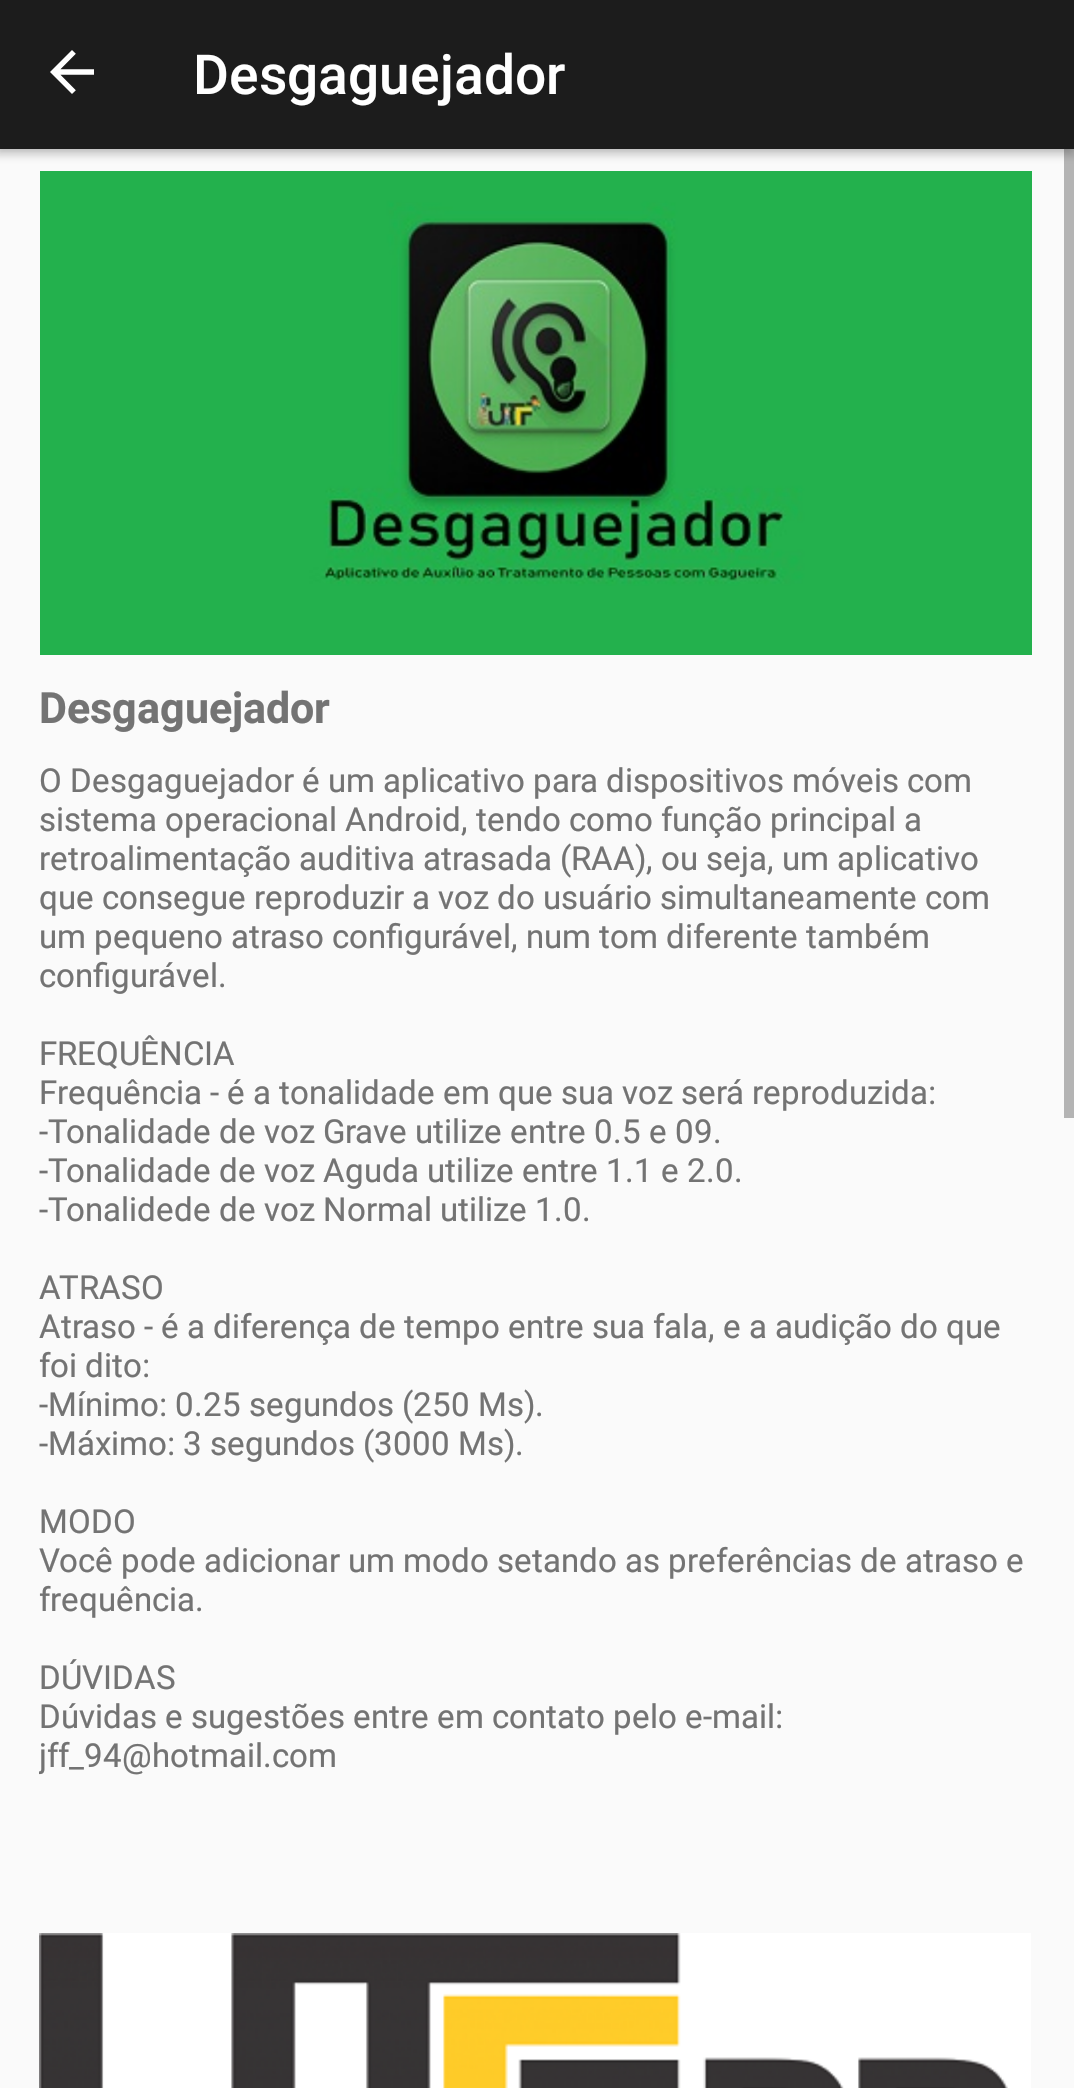 Desgaguejador
UTF
Desgaguejador
Aplicativo de Auxílio ao Tratamento de Pessoas com Gagueira
Desgaguejador
O Desgaguejador é um aplicativo para dispositivos móveis com
sistema operacional Android, tendo como função principal a
retroalimentação auditiva atrasada (RAA), ou seja, um aplicativo
que consegue reproduzir a voz do usuário simultaneamente com
um pequeno atraso configurável, num tom diferente também
configurável.
FREQUÊNCIA
Frequência - é a tonalidade em que sua voz será reproduzida:
-Tonalidade de voz Grave utilize entre 0.5 e 09.
-Tonalidade de voz Aguda utilize entre 1.1 e 2.0.
-Tonalidede de voz Normal utilize 1.0.
ATRASO
Atraso - é a diferença de tempo entre sua fala, e a audição do que
foi dito:
-Mínimo: 0.25 segundos (250 Ms).
-Máximo: 3 segundos (3000 Ms).
MODO
Você pode adicionar um modo setando as preferências de atraso e
frequência.
DÚVIDAS
Dúvidas e sugestões entre em contato pelo e-mail:
jff_94@hotmail.com